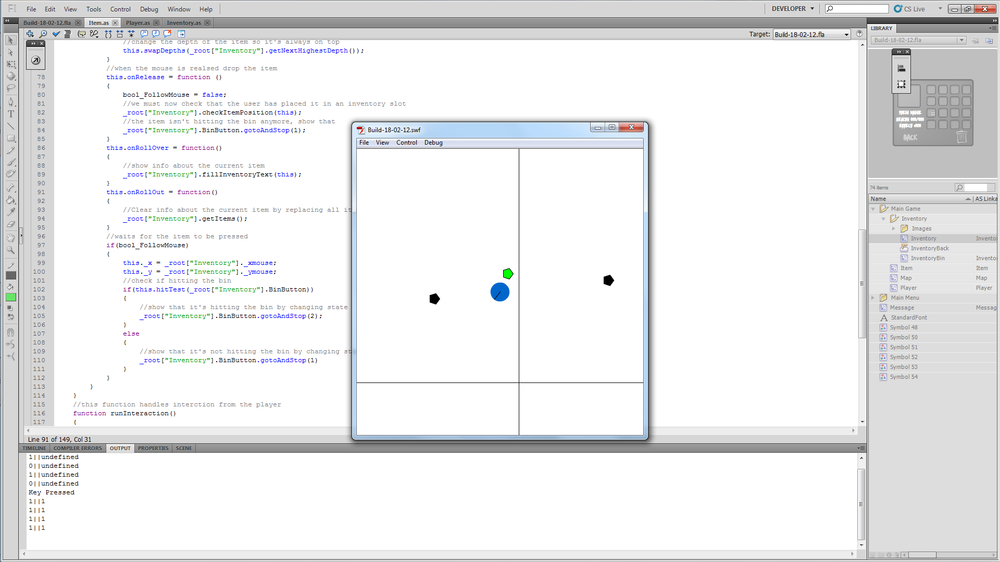 Fl File Edit View Tools Control Debug Window Help DEVELOPER CS Live
Build-18-02-12.fla Item.as Player.as Inventory.as
Target: Build-18-02-12.fla
//change the depth of the item so it's always on top
this.swapDepths(_root["Inventory"].getNextHighestDepth());
}
//when the mouse is realsed drop the item
78 this.onRelease = function ()
79 {
80 bool_FollowMouse = false;
81 //we must now check that the user has placed it in an inventory slot
82 _root["Inventory"].checkItemPosition(this);
83 //the item isn't hitting the bin anymore, show that
84 _root["Inventory"].BinButton.gotoAndStop(1);
85 }
86 this.onRollOver = function()
87 {
88 //show info about the current item
89 _root["Inventory"].fillInventoryText(this);
90 }
91 this.onRollOut = function()
92 {
93 //Clear info about the current item by replacing all it
94 _root["Inventory"].getItems();
95 }
96 //waits for the item to be pressed
97 if(bool_FollowMouse)
98 {
99 this._x = _root["Inventory"]._xmouse;
100 this._y = _root["Inventory"]._ymouse;
101 //check if hitting the bin
102 if(this.hitTest(_root["Inventory"].BinButton))
103 {
104 //show that it's hitting the bin by changing state
105 _root["Inventory"].BinButton.gotoAndStop(2);
106 }
107 else
108 {
109 //show that it's not hitting the bin by changing st
110 _root["Inventory"].BinButton.gotoAndStop(1)
111 }
112 }
113 }
114 }
115 //this function handles interction from the player
116 function runInteraction()
117 {
Line 91 of 149, Col 31
TIMELINE COMPILER ERRORS OUTPUT PROPERTIES SCENE
1||undefined
0||undefined
1||undefined
0||undefined
Key Pressed
1||1
1||1
1||1
1||1
Build-18-02-12.swf
File View Control Debug
LIBRARY
Build-18-02-12.fla
ITEM NAME
HEALTH 000/000
ENERGY 000
BACK
74 items
Name AS Linka
Main Game
Inventory
Images
Inventory Invento
InventoryBack
InventoryBin Invento
Item Item
Map Map
Player Player
Main Menu
Message Messag
StandardFont
Symbol 48
Symbol 50
Symbol 51
Symbol 52
Symbol 53
Symbol 54